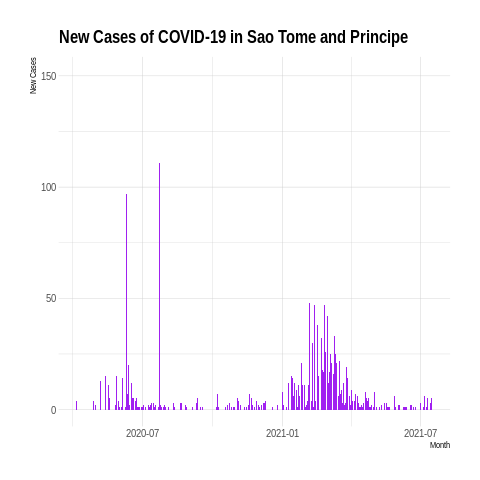 New Cases of COVID-19 in Sao Tome and Principe
New Cases
150
100
50
0
2020-07
2021-01
2021-07
Month